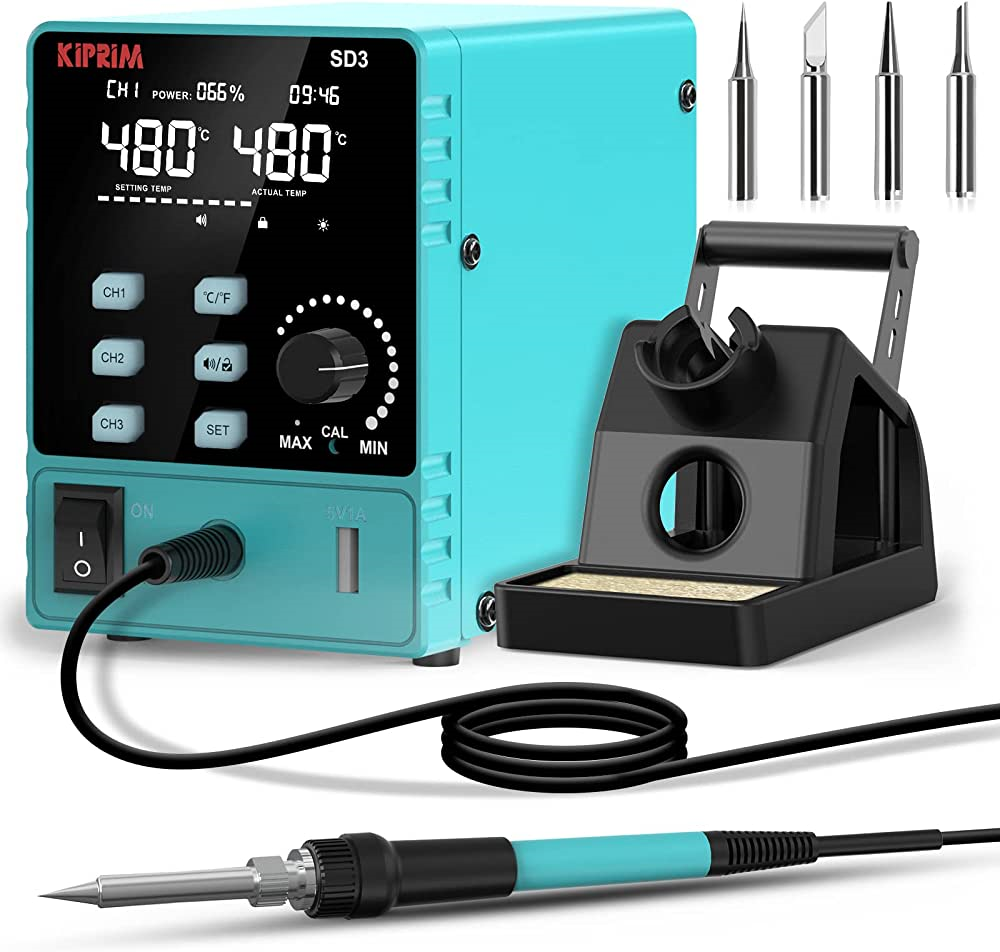 KiPRiM SD3
CH1 POWER: 066% 09:46
480 °C 480 °C
SETTING TEMP ACTUAL TEMP
CH1 °C/°F
CH2
CH3 SET
MAX CAL MIN
ON 5V1A
I
O